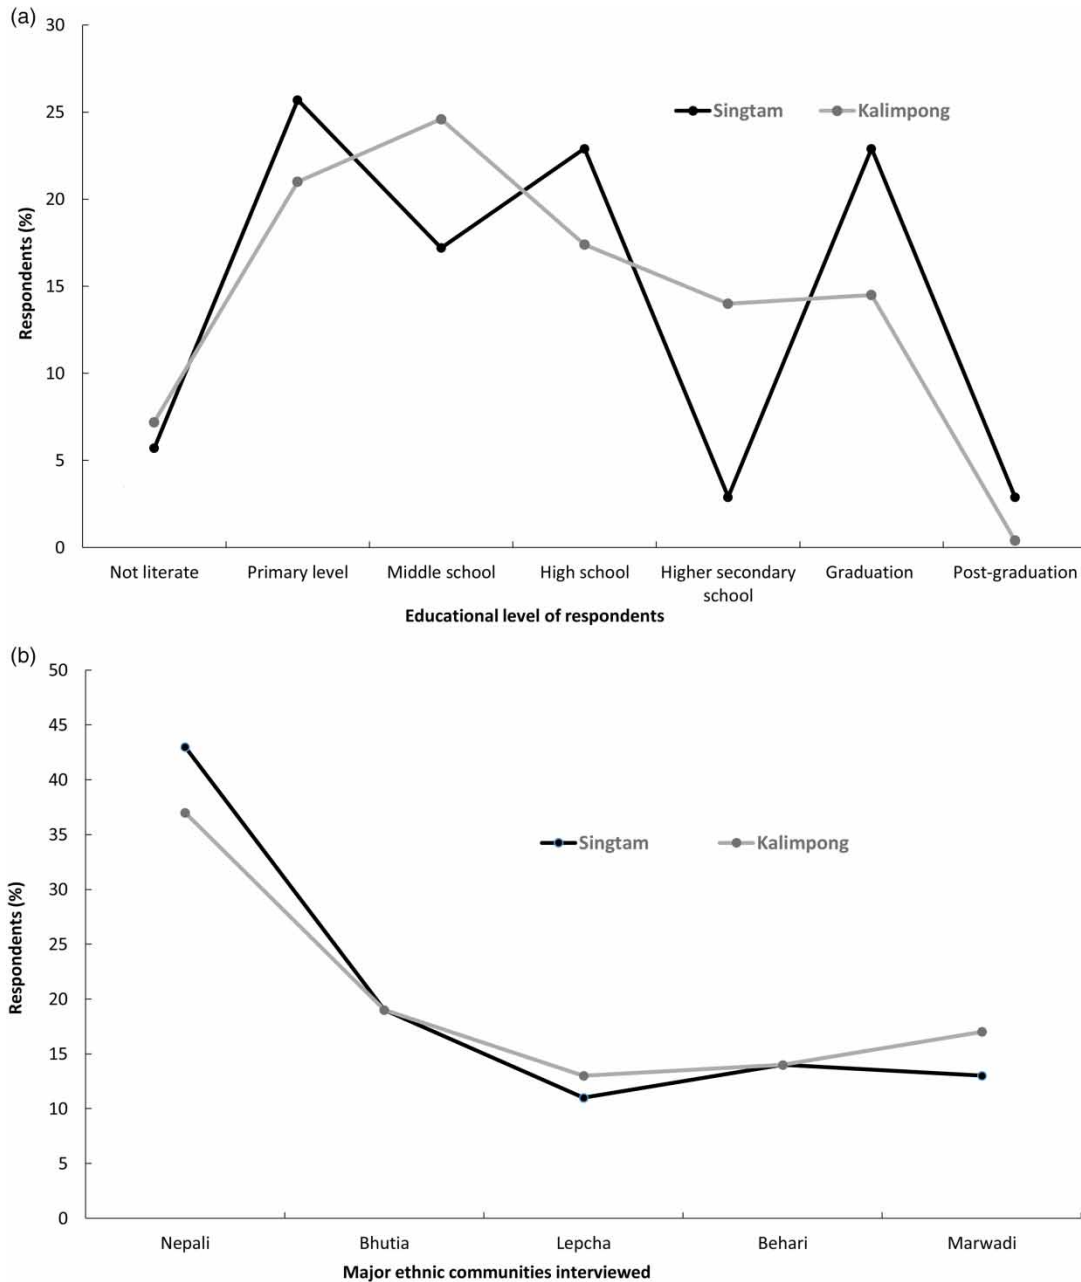 (a)
30
25
20
15
10
5
0
Respondents (%)
Singtam Kalimpong
Not literate Primary level Middle school High school Higher secondary school Graduation Post-graduation
Educational level of respondents
(b)
50
45
40
35
30
25
20
15
10
5
0
Respondents (%)
Singtam Kalimpong
Nepali Bhutia Lepcha Behari Marwadi
Major ethnic communities interviewed